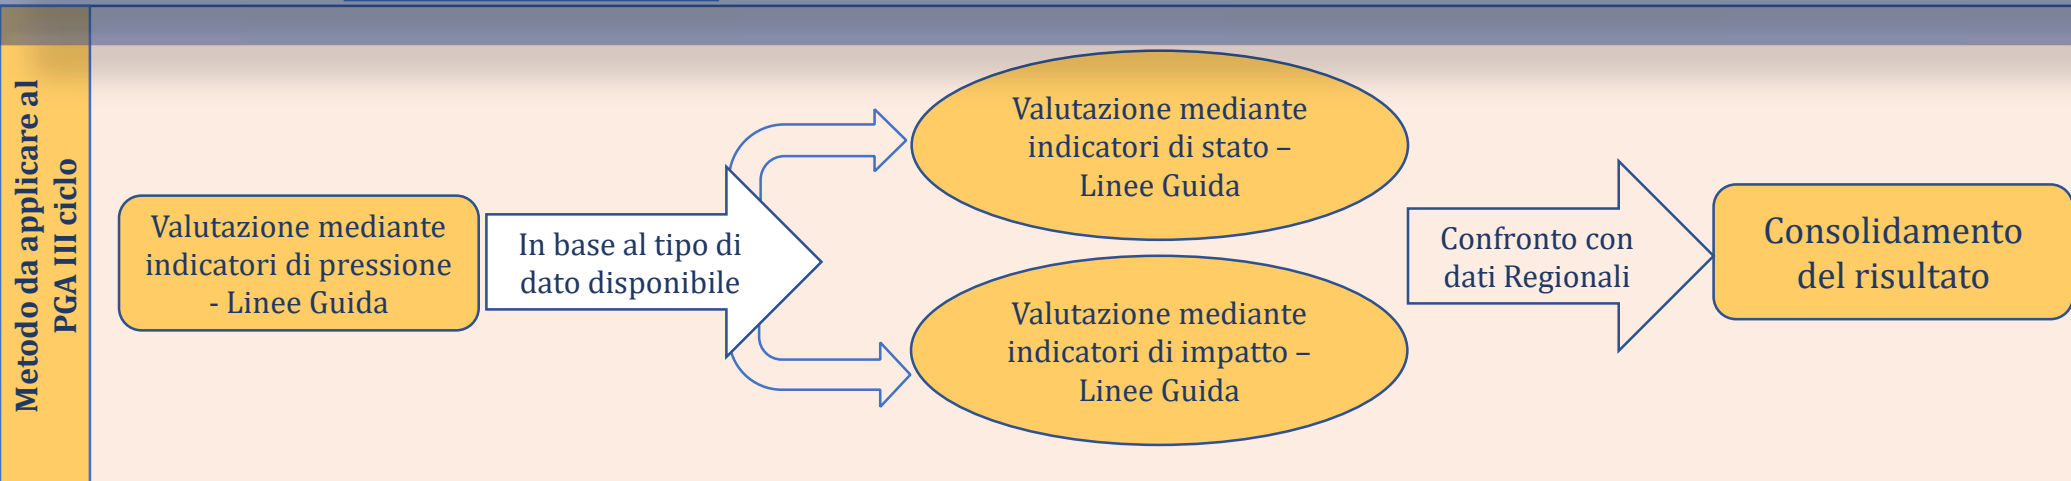 Metodo da applicare al
PGA III ciclo
Valutazione mediante
indicatori di pressione
- Linee Guida
In base al tipo di
dato disponibile
Valutazione mediante
indicatori di stato –
Linee Guida
Valutazione mediante
indicatori di impatto –
Linee Guida
Confronto con
dati Regionali
Consolidamento
del risultato